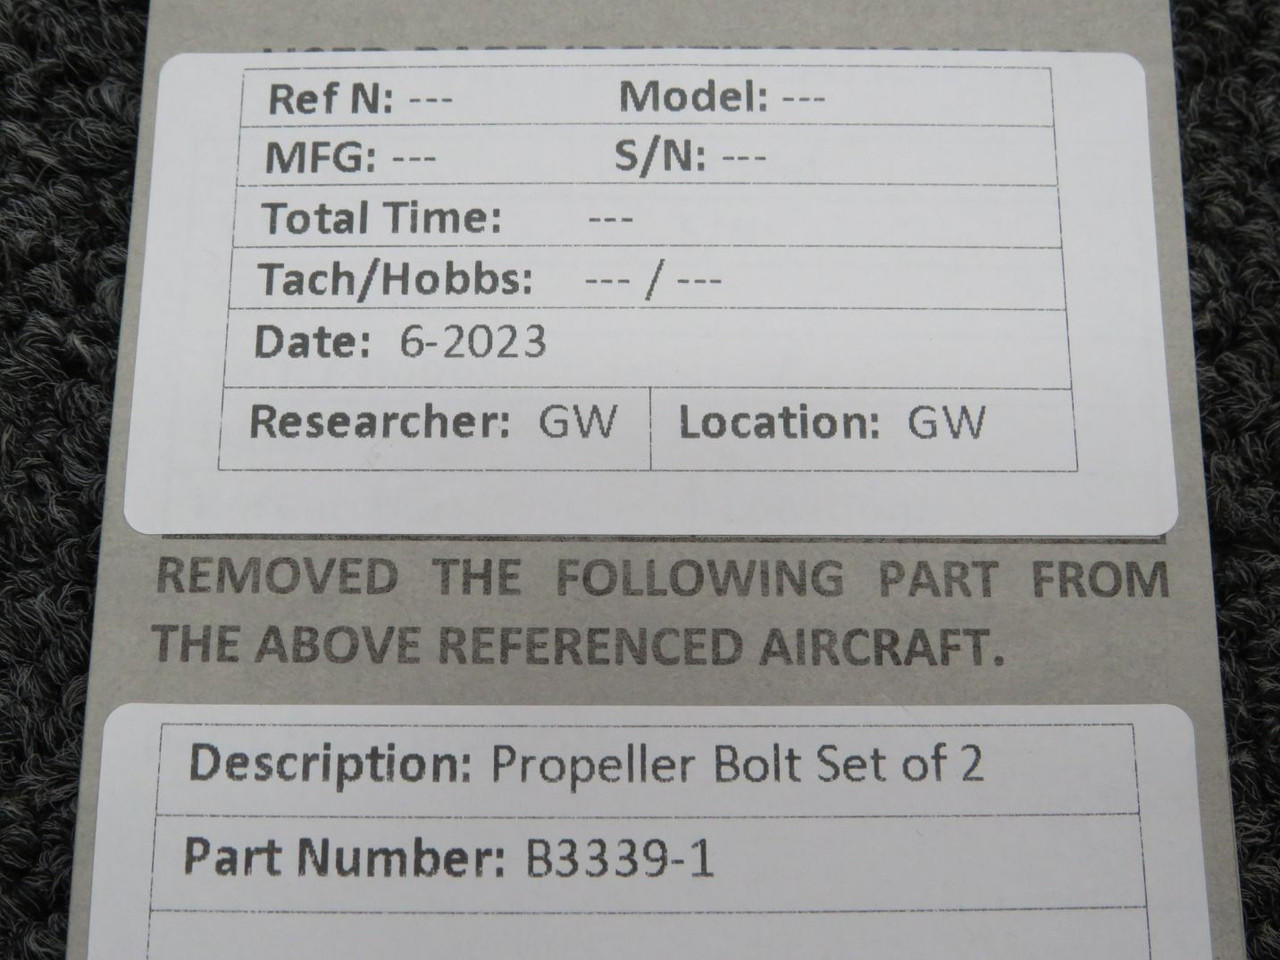 Ref N: --- Model: ---
MFG: --- S/N: ---
Total Time: ---
Tach/Hobbs: --- / ---
Date: 6-2023
Researcher: GW Location: GW
REMOVED THE FOLLOWING PART FROM
THE ABOVE REFERENCED AIRCRAFT.
Description: Propeller Bolt Set of 2
Part Number: B3339-1